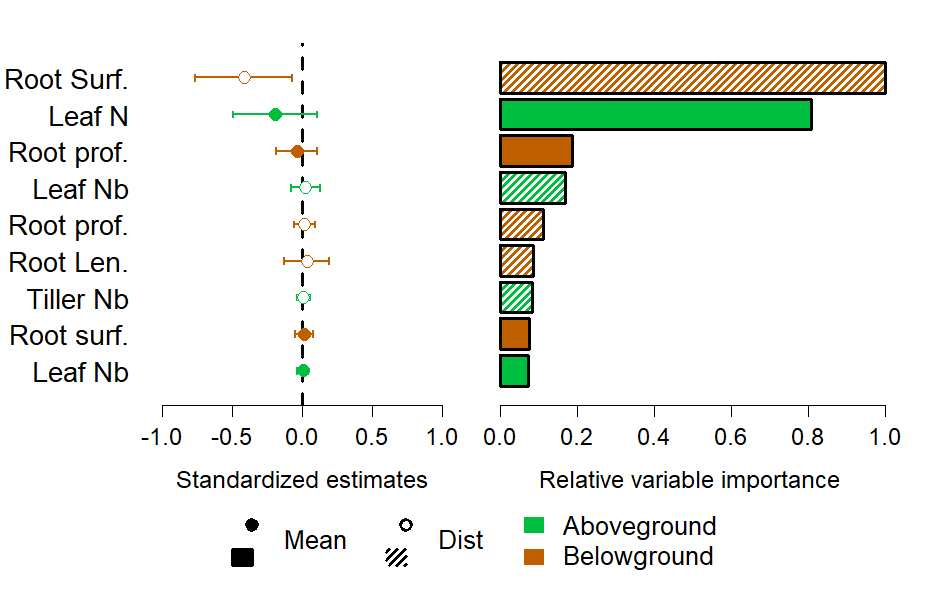 Root Surf.
Leaf N
Root prof.
Leaf Nb
Root prof.
Root Len.
Tiller Nb
Root surf.
Leaf Nb
-1.0 -0.5 0.0 0.5 1.0 0.0 0.2 0.4 0.6 0.8 1.0
Standardized estimates Relative variable importance
Mean Dist Aboveground
Belowground